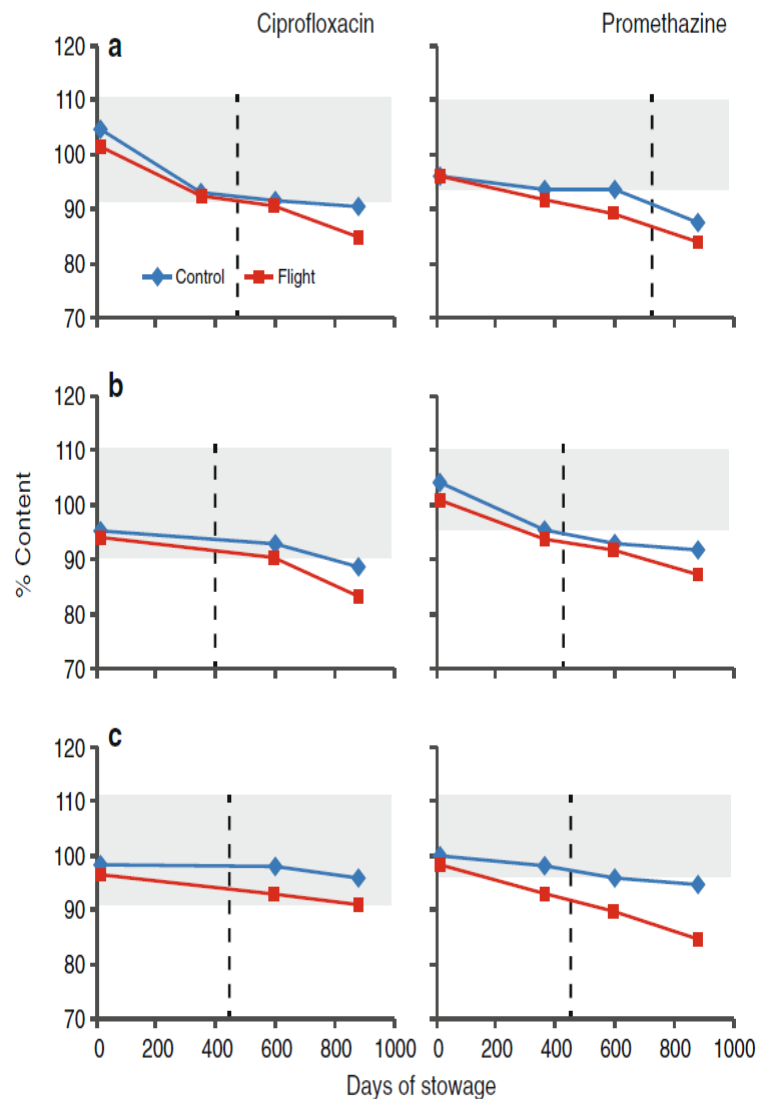 Ciprofloxacin Promethazine
a
120
110
100
90
80
70
Control Flight
b
120
110
100
90
80
70
% Content
c
120
110
100
90
80
70
0 200 400 600 800 1000 0 200 400 600 800 1000
Days of stowage